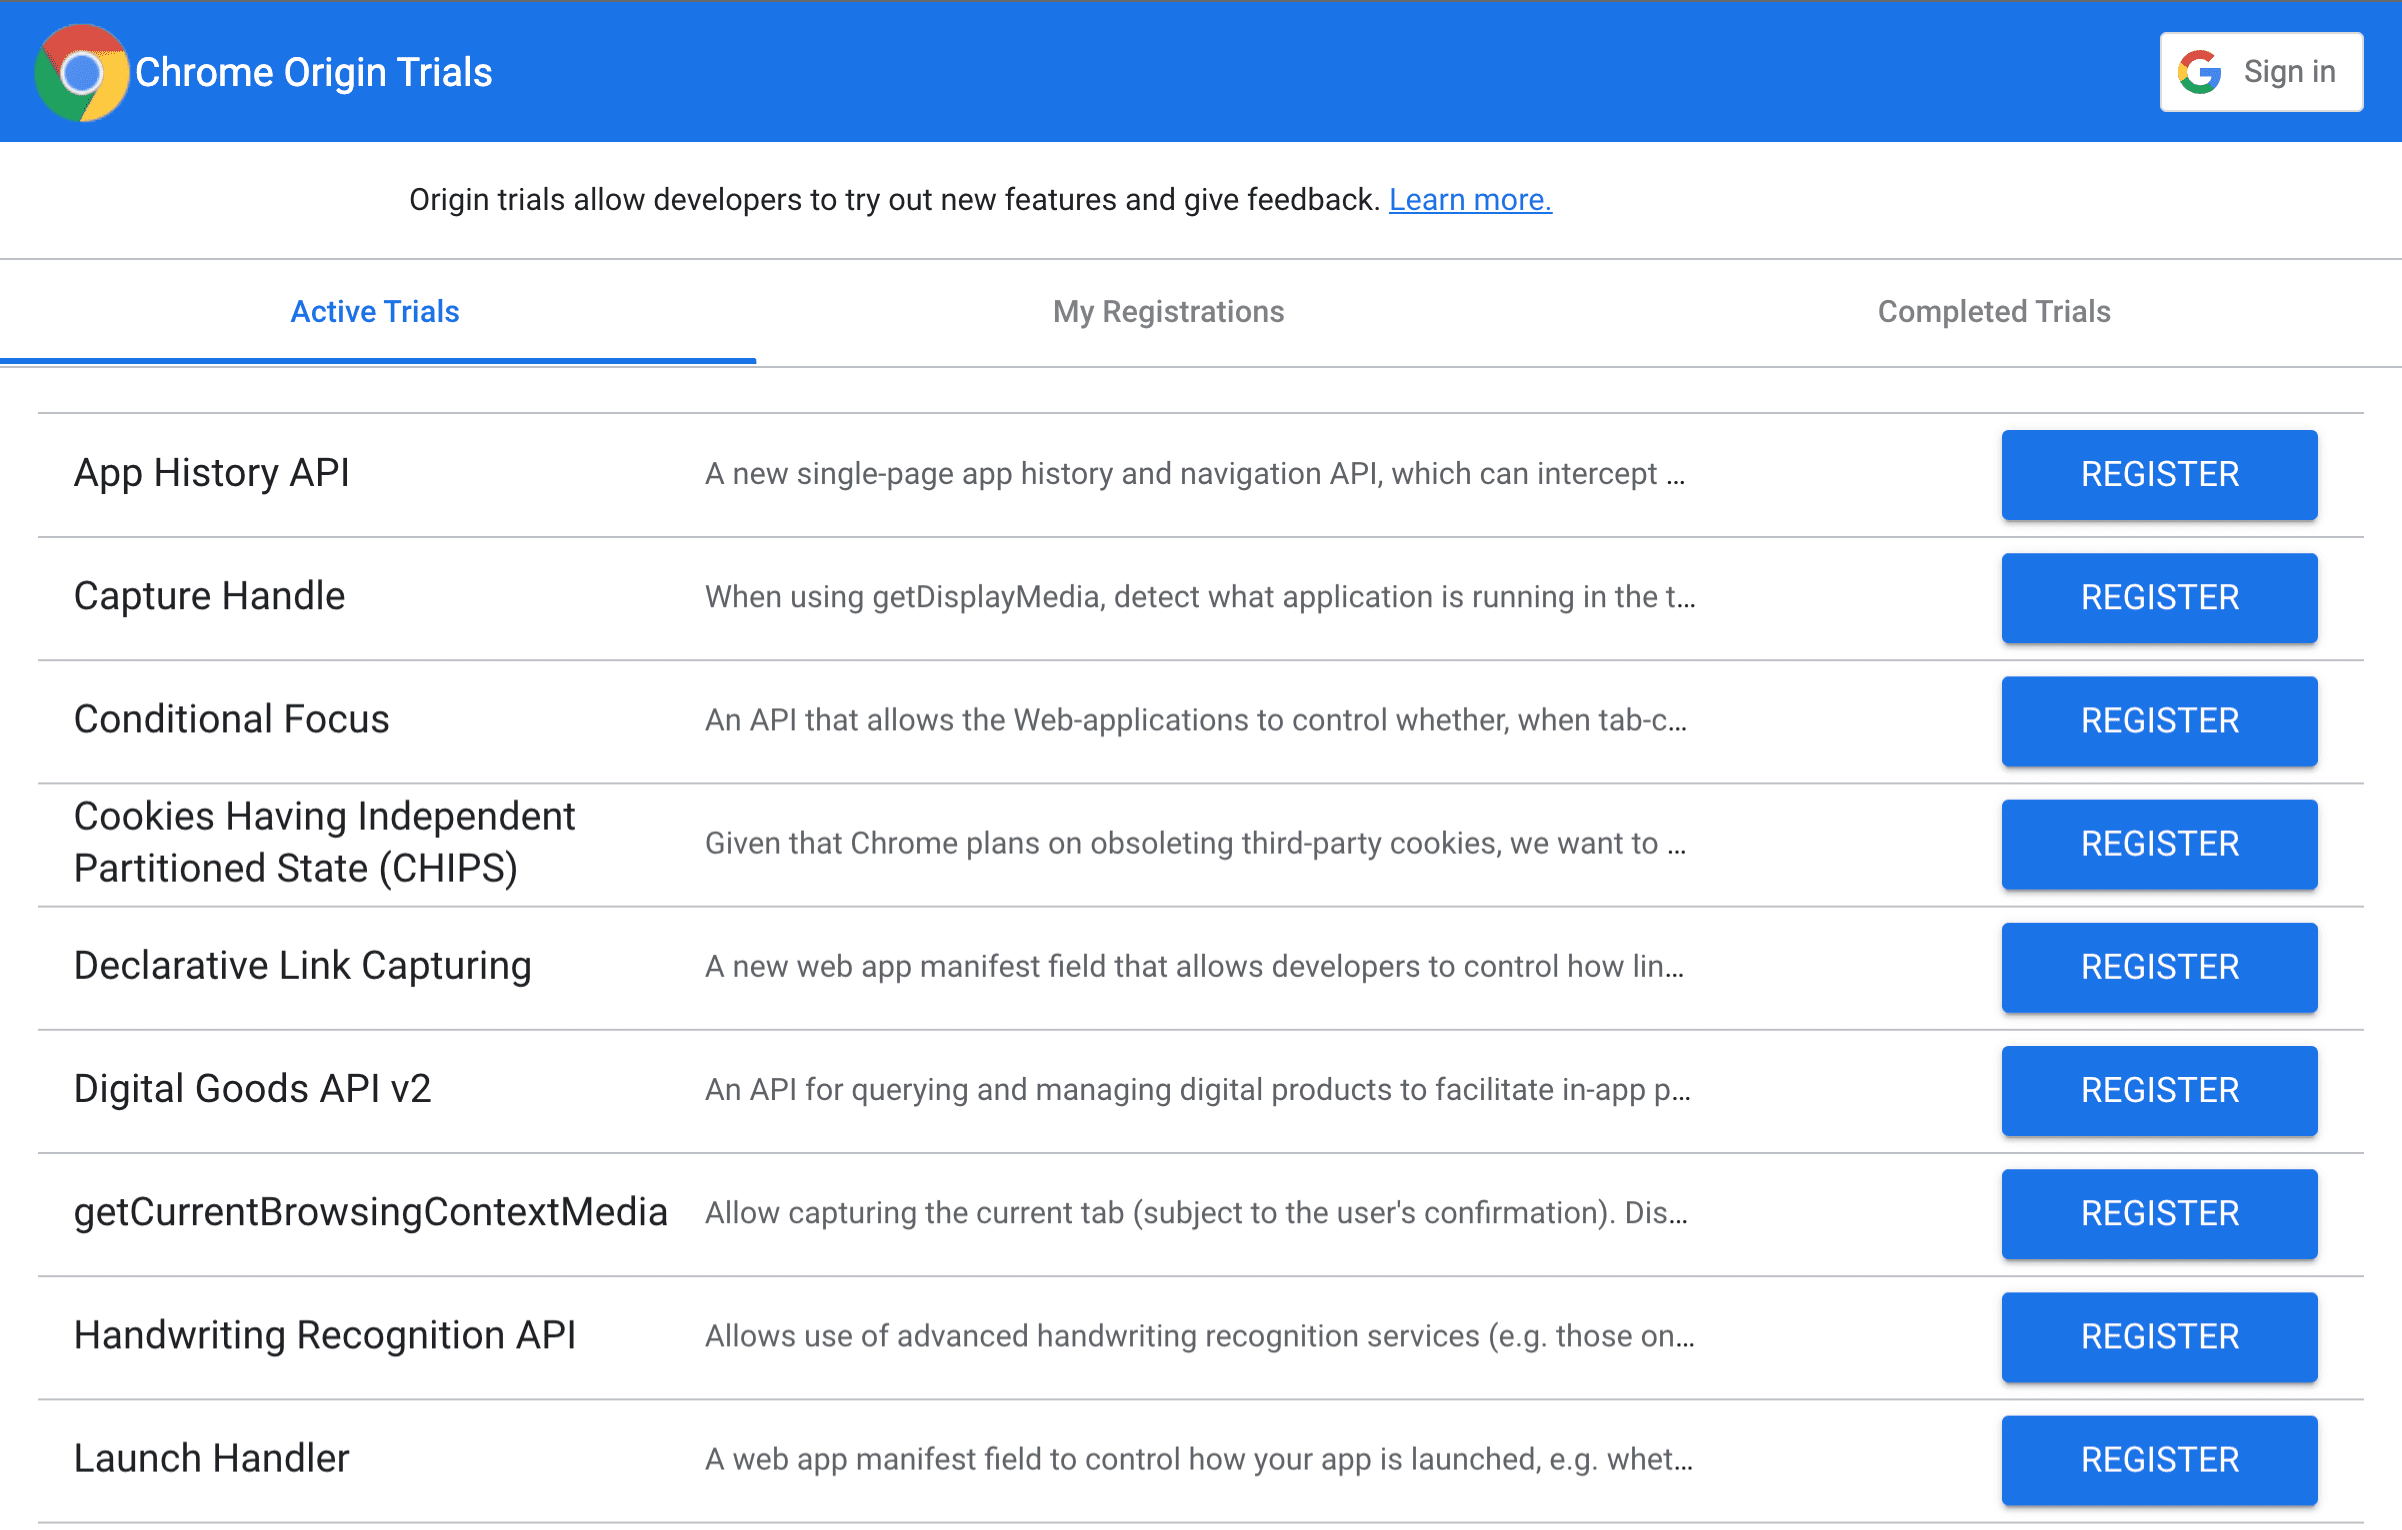 Chrome Origin Trials
Sign in
Origin trials allow developers to try out new features and give feedback. Learn more.
Active Trials
My Registrations
Completed Trials
App History API
A new single-page app history and navigation API, which can intercept ...
REGISTER
Capture Handle
When using getDisplayMedia, detect what application is running in the t...
REGISTER
Conditional Focus
An API that allows the Web-applications to control whether, when tab-c...
REGISTER
Cookies Having Independent
Partitioned State (CHIPS)
Given that Chrome plans on obsoleting third-party cookies, we want to ...
REGISTER
Declarative Link Capturing
A new web app manifest field that allows developers to control how lin...
REGISTER
Digital Goods API v2
An API for querying and managing digital products to facilitate in-app p...
REGISTER
getCurrentBrowsingContextMedia
Allow capturing the current tab (subject to the user's confirmation). Dis...
REGISTER
Handwriting Recognition API
Allows use of advanced handwriting recognition services (e.g. those on...
REGISTER
Launch Handler
A web app manifest field to control how your app is launched, e.g. whet...
REGISTER